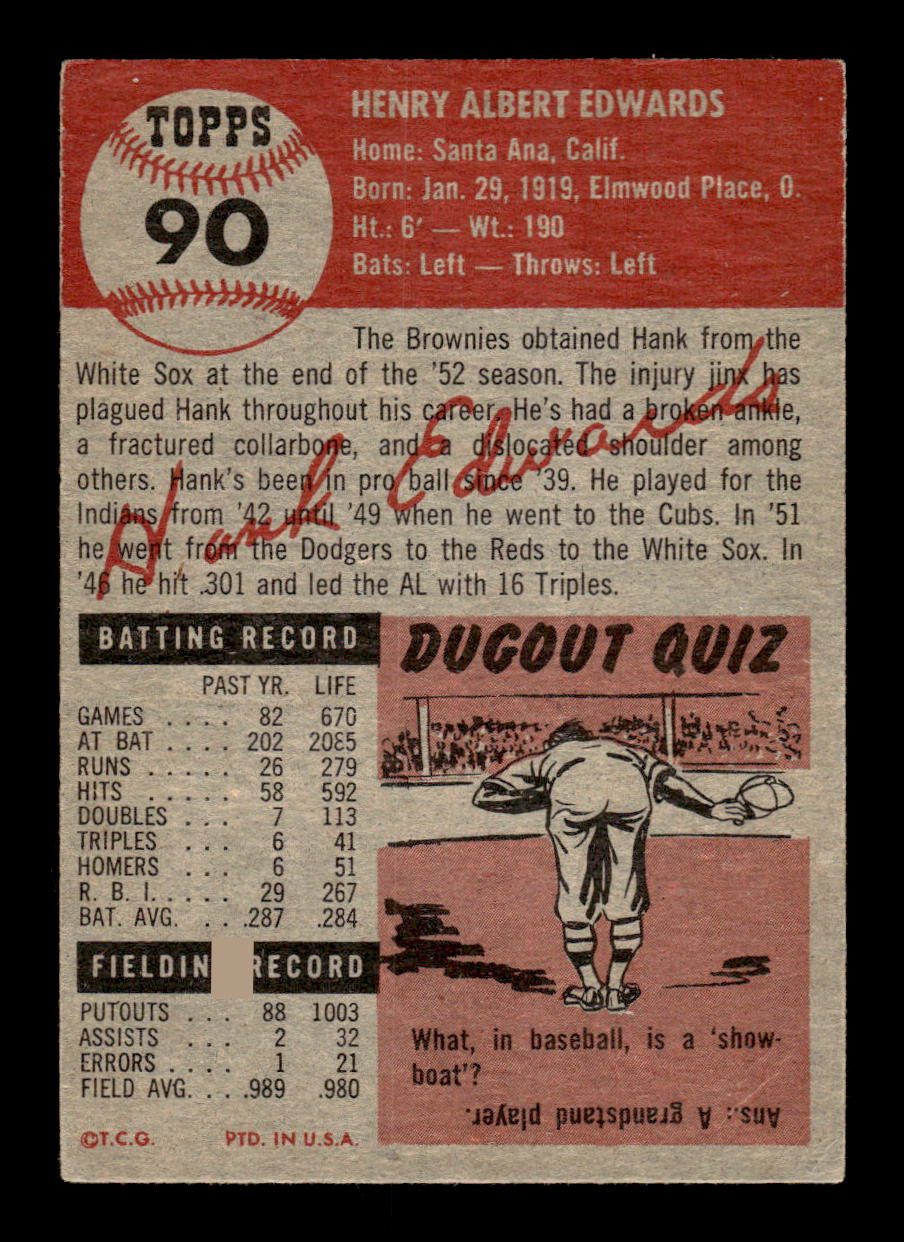 TOPPS
90
HENRY ALBERT EDWARDS
Home: Santa Ana, Calif.
Born: Jan. 29, 1919, Elmwood Place, O.
Ht.: 6′ — Wt.: 190
Bats: Left — Throws: Left
The Brownies obtained Hank from the
White Sox at the end of the '52 season. The injury jinx has
plagued Hank throughout his career. He's had a broken ankle,
a fractured collarbone, and a dislocated shoulder among
others. Hank's been in pro ball since '39. He played for the
Indians from '42 until '49 when he went to the Cubs. In '51
he went from the Dodgers to the Reds to the White Sox. In
'46 he hit .301 and led the AL with 16 Triples.
Hank Edwards
BATTING RECORD
PAST YR. LIFE
GAMES . . . . 82 670
AT BAT . . . . 202 2085
RUNS . . . . . 26 279
HITS . . . . . 58 592
DOUBLES . . . 7 113
TRIPLES . . . 6 41
HOMERS . . . 6 51
R. B. I. . . . . . 29 267
BAT. AVG. . . . .287 .284
FIELDIN RECORD
PUTOUTS . . . 88 1003
ASSISTS . . . 2 32
ERRORS . . . . 1 21
FIELD AVG. . . . .989 .980
©T.C.G. PTD. IN U.S.A.
DUGOUT QUIZ
What, in baseball, is a 'show-
boat'?
Ans.: A grandstand player.